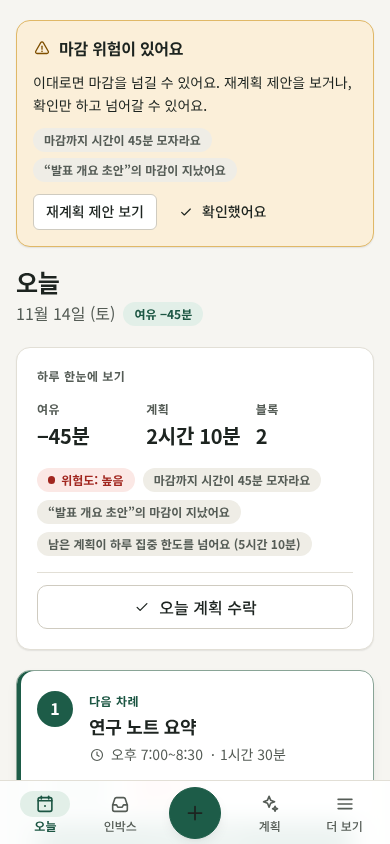 마감 위험이 있어요
이대로면 마감을 넘길 수 있어요. 재계획 제안을 보거나,
확인만 하고 넘어갈 수 있어요.
마감까지 시간이 45분 모자라요
“발표 개요 초안”의 마감이 지났어요
재계획 제안 보기
확인했어요
오늘
11월 14일 (토)
여유 −45분
하루 한눈에 보기
여유
계획
블록
−45분
2시간 10분
2
위험도: 높음
마감까지 시간이 45분 모자라요
“발표 개요 초안”의 마감이 지났어요
남은 계획이 하루 집중 한도를 넘어요 (5시간 10분)
오늘 계획 수락
1
다음 차례
연구 노트 요약
오후 7:00~8:30 · 1시간 30분
오늘
인박스
계획
더 보기